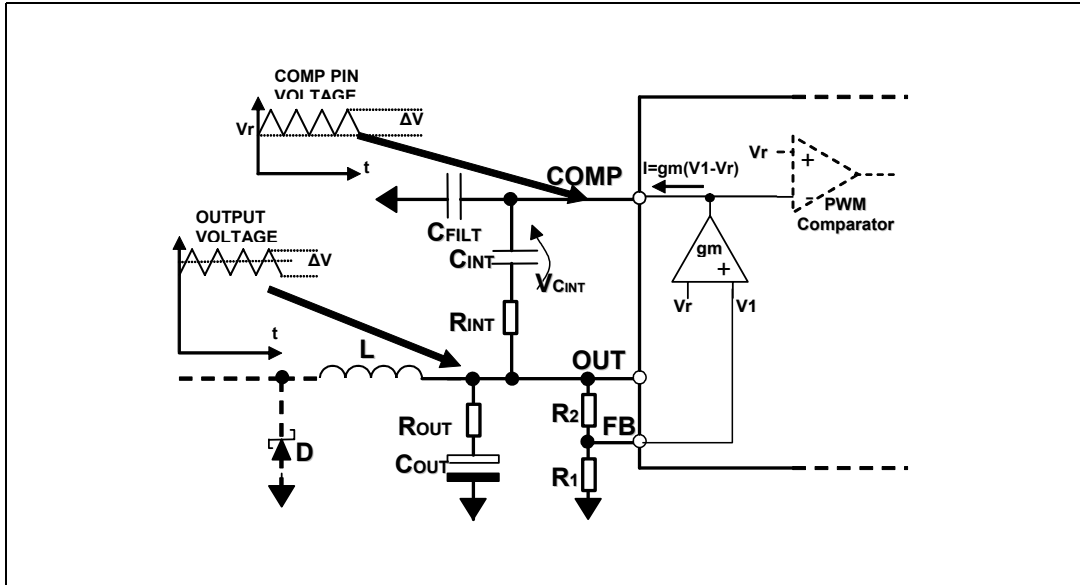 COMP PIN
VOLTAGE
ΔV
Vr
t
COMP
I=gm(V1-Vr)
Vr
+
-
PWM
Comparator
OUTPUT
VOLTAGE
ΔV
t
CFILT
CINT
VCINT
gm
+
Vr
V1
RINT
L
OUT
R2
FB
ROUT
COUT
R1
D